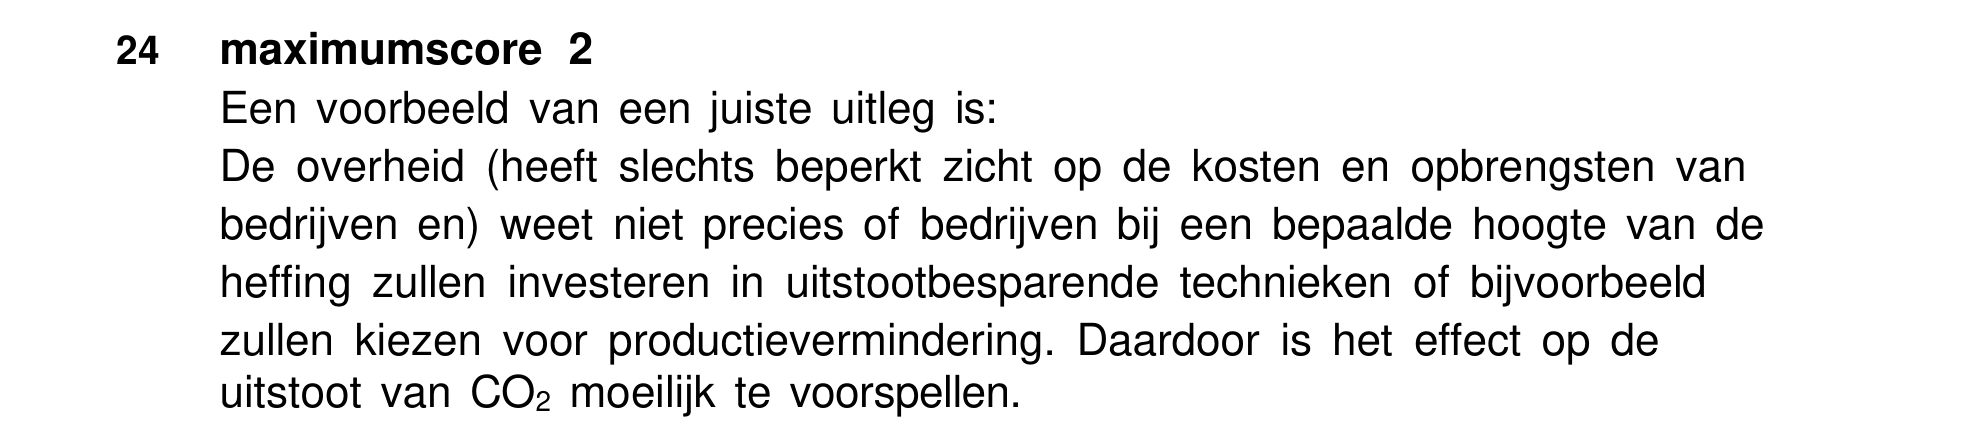 24 maximumscore 2
Een voorbeeld van een juiste uitleg is:
De overheid (heeft slechts beperkt zicht op de kosten en opbrengsten van
bedrijven en) weet niet precies of bedrijven bij een bepaalde hoogte van de
heffing zullen investeren in uitstootbesparende technieken of bijvoorbeeld
zullen kiezen voor productievermindering. Daardoor is het effect op de
uitstoot van CO₂ moeilijk te voorspellen.